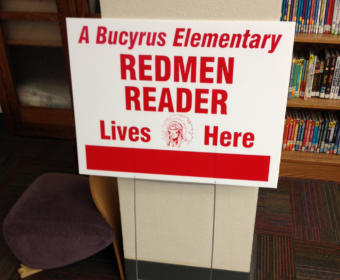 A Bucyrus Elementary
REDMEN
READER
Lives Here